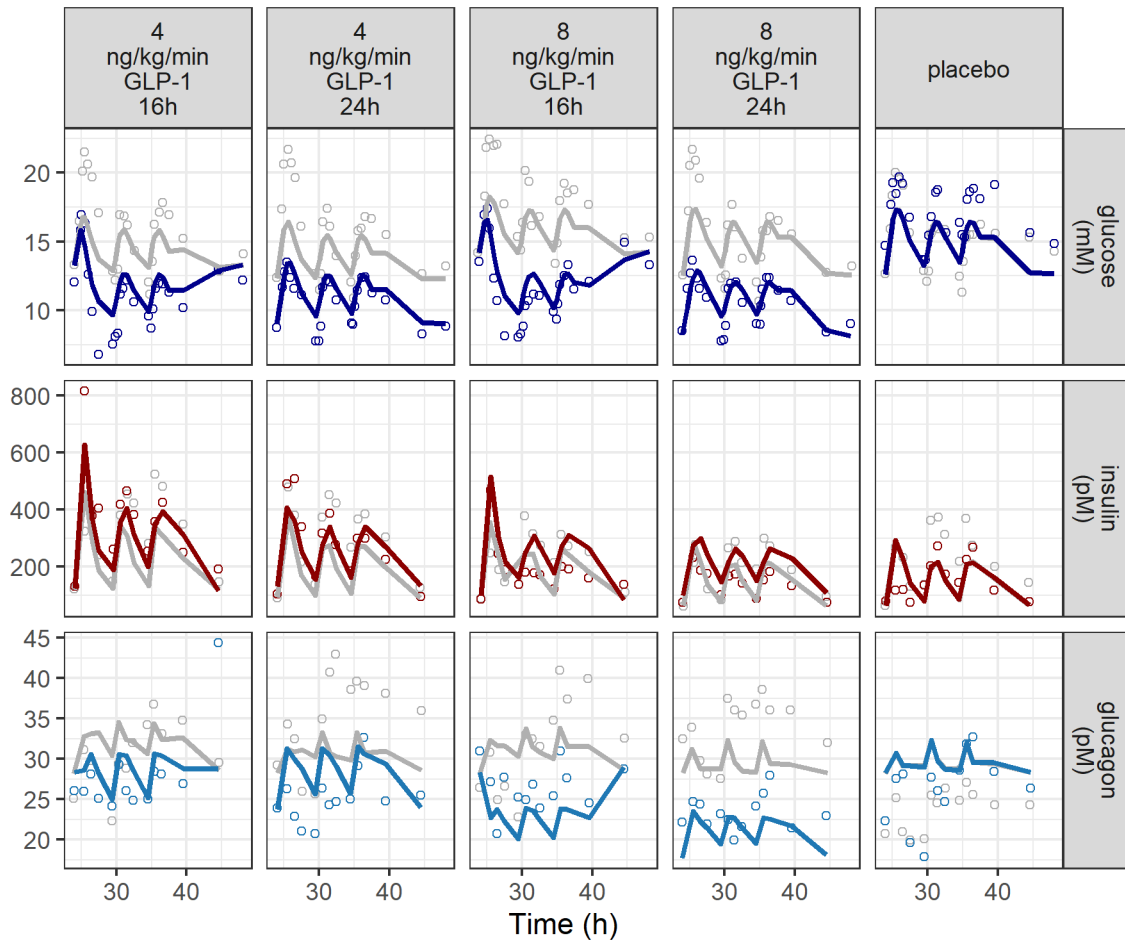 4
ng/kg/min
GLP-1
16h
4
ng/kg/min
GLP-1
24h
8
ng/kg/min
GLP-1
16h
8
ng/kg/min
GLP-1
24h
placebo
20
15
10
glucose
(mM)
800
600
400
200
insulin
(pM)
45
40
35
30
25
20
glucagon
(pM)
30 40 30 40 30 40 30 40 30 40
Time (h)